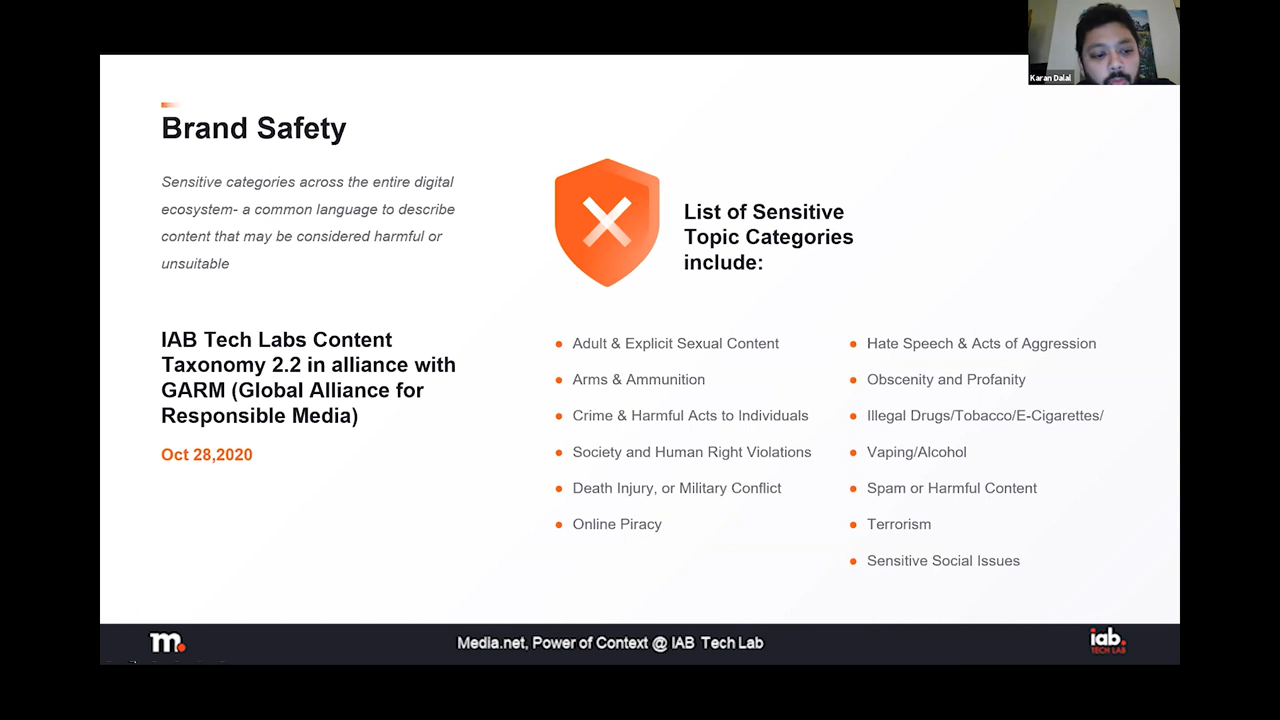 Karan Dalal
Brand Safety
Sensitive categories across the entire digital
ecosystem- a common language to describe
content that may be considered harmful or
unsuitable
IAB Tech Labs Content
Taxonomy 2.2 in alliance with
GARM (Global Alliance for
Responsible Media)
Oct 28,2020
List of Sensitive
Topic Categories
include:
Adult & Explicit Sexual Content
Arms & Ammunition
Crime & Harmful Acts to Individuals
Society and Human Right Violations
Death Injury, or Military Conflict
Online Piracy
Hate Speech & Acts of Aggression
Obscenity and Profanity
Illegal Drugs/Tobacco/E-Cigarettes/
Vaping/Alcohol
Spam or Harmful Content
Terrorism
Sensitive Social Issues
m.
Media.net, Power of Context @ IAB Tech Lab
iab.
TECH LAB